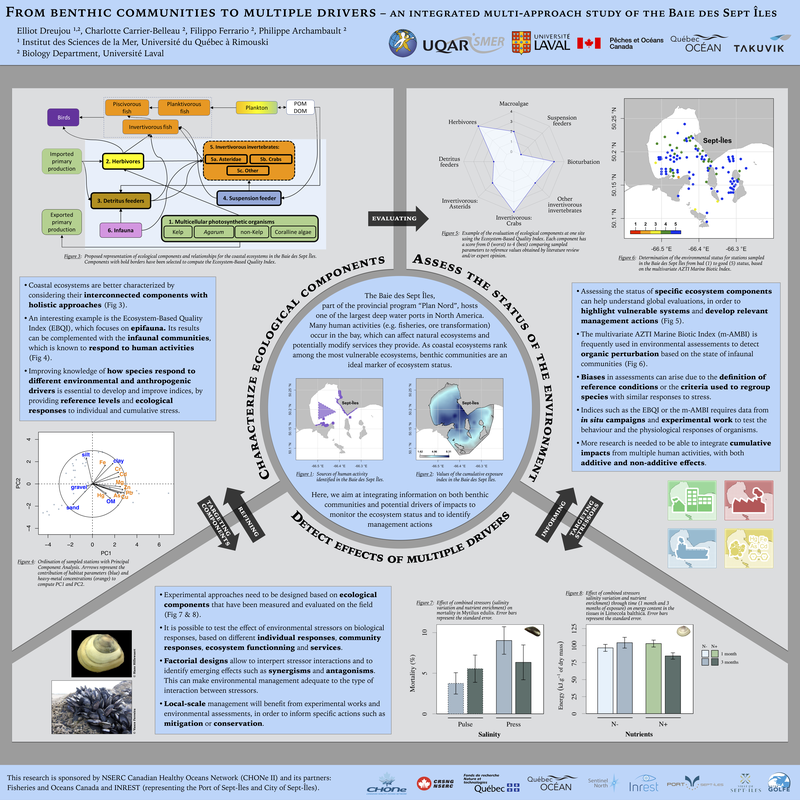 From benthic communities to multiple drivers – an integrated multi-approach study of the Baie des Sept Îles
Elliot Dreujou ¹·², Charlotte Carrier-Belleau ², Filippo Ferrario ², Philippe Archambault ²
¹ Institut des Sciences de la Mer, Université du Québec à Rimouski
² Biology Department, Université Laval
UQAR
ISMER
UNIVERSITÉ
LAVAL
Pêches et Océans
Canada
Québec
OCÉAN
TAKUVIK
Birds
Piscivorous
fish
Planktivorous
fish
Plankton
POM
DOM
Invertivorous fish
Imported
primary
production
2. Herbivores
5. Invertivorous invertebrates:
5a. Asteridae
5b. Crabs
5c. Other
3. Detritus feeders
4. Suspension feeder
Exported
primary
production
6. Infauna
1. Multicellular photosynthetic organisms
Kelp
Agarum
non-Kelp
Coralline algae
Figure 3: Proposed representation of ecological components and relationships for the coastal ecosystems in the Baie des Sept Îles.
Components with bold borders have been selected to compute the Ecosystem-Based Quality Index.
EVALUATING
Macroalgae
Suspension
feeders
Bioturbation
Other
invertivorous
invertebrates
Invertivorous:
Crabs
Invertivorous:
Asterids
Detritus
feeders
Herbivores
Figure 5: Example of the evaluation of ecological components at one site
using the Ecosystem-Based Quality Index. Each component has
a score from 0 (worst) to 4 (best) comparing sampled
parameters to reference values obtained by literature review
and/or expert opinion.
Sept-Îles
50.25 °N
50.2 °N
50.15 °N
50.1 °N
1 2 3 4 5
-66.5 °N -66.4 °N -66.3 °N
Figure 6: Determination of the environmental status for stations sampled
in the Baie des Sept Îles from bad (1) to good (5) status, based
on the multivariate AZTI Marine Biotic Index.
• Coastal ecosystems are better characterized by
considering their interconnected components with
holistic approaches (Fig 3).
• An interesting example is the Ecosystem-Based Quality
Index (EBQI), which focuses on epifauna. Its results
can be complemented with the infaunal communities,
which is known to respond to human activities
(Fig 4).
• Improving knowledge of how species respond to
different environmental and anthropogenic
drivers is essential to develop and improve indices, by
providing reference levels and ecological
responses to individual and cumulative stress.
Characterize ecological components
Assess the status of the environment
Detect effects of multiple drivers
The Baie des Sept Îles,
part of the provincial program “Plan Nord”, hosts
one of the largest deep water ports in North America.
Many human activities (e.g. fisheries, ore transformation)
occur in the bay, which can affect natural ecosystems and
potentially modify services they provide. As coastal ecosystems rank
among the most vulnerable ecosystems, benthic communities are an
ideal marker of ecosystem status.
Sept-Îles
Sept-Îles
Figure 1: Sources of human activity
identified in the Baie des Sept Îles.
Figure 2: Values of the cumulative exposure
index in the Baie des Sept Îles.
Here, we aim at integrating information on both benthic
communities and potential drivers of impacts to
monitor the ecosystem status and to identify
management actions
• Assessing the status of specific ecosystem components
can help understand global evaluations, in order to
highlight vulnerable systems and develop relevant
management actions (Fig 5).
• The multivariate AZTI Marine Biotic Index (m-AMBI) is
frequently used in environmental assessments to detect
organic perturbation based on the state of infaunal
communities (Fig 6).
• Biases in assessments can arise due to the definition of
reference conditions or the criteria used to regroup
species with similar responses to stress.
• Indices such as the EBQI or the m-AMBI requires data from
in situ campaigns and experimental work to test the
behaviour and the physiological responses of organisms.
• More research is needed to be able to integrate cumulative
impacts from multiple human activities, with both
additive and non-additive effects.
PC2
4
2
0
−2
−4
silt
clay
Fe
gravel
sand
OM
Mg
Zn
Hg
−4 −2 0 2 4 6
PC1
Figure 4: Ordination of sampled stations with Principal
Component Analysis. Arrows represent the
contribution of habitat parameters (blue) and
heavy-metal concentrations (orange) to
compute PC1 and PC2.
TARGETING
COMPONENTS
REFINING
INFORMING
TARGETING
STRESSORS
• Experimental approaches need to be designed based on ecological
components that have been measured and evaluated on the field
(Fig 7 & 8).
• It is possible to test the effect of environmental stressors on biological
responses, based on different individual responses, community
responses, ecosystem functionning and services.
• Factorial designs allow to interpert stressor interactions and to
identify emerging effects such as synergisms and antagonisms.
This can make environmental management adequate to the type of
interaction between stressors.
• Local-scale management will benefit from experimental works and
environmental assessments, in order to inform specific actions such as
mitigation or conservation.
Figure 7: Effect of combined stressors (salinity
variation and nutrient enrichment) on
mortality in Mytilus edulis. Error bars
represent the standard error.
Mortality (%)
10
5
0
Pulse
Press
Salinity
Figure 8: Effect of combined stressors
salinity variation and nutrient
enrichment) through time (1 month and 3
months of exposure) on energy content in the
tissues in Limecola balthica. Error bars
represent the standard error.
Energy (kJ g⁻¹ of dry mass)
125
100
75
50
25
0
N-
N+
Nutrients
N- N+
1 month
3 months
This research is sponsored by NSERC Canadian Healthy Oceans Network (CHONe II) and its partners:
Fisheries and Oceans Canada and INREST (representing the Port of Sept-Îles and City of Sept-Îles).
CHONe
CRSNG
NSERC
Fonds de recherche
Nature et
technologies
Québec
Québec
OCÉAN
Sentinel
North
Inrest
PORT
SEPT-ÎLES
SEPT-ÎLES
GOLFE